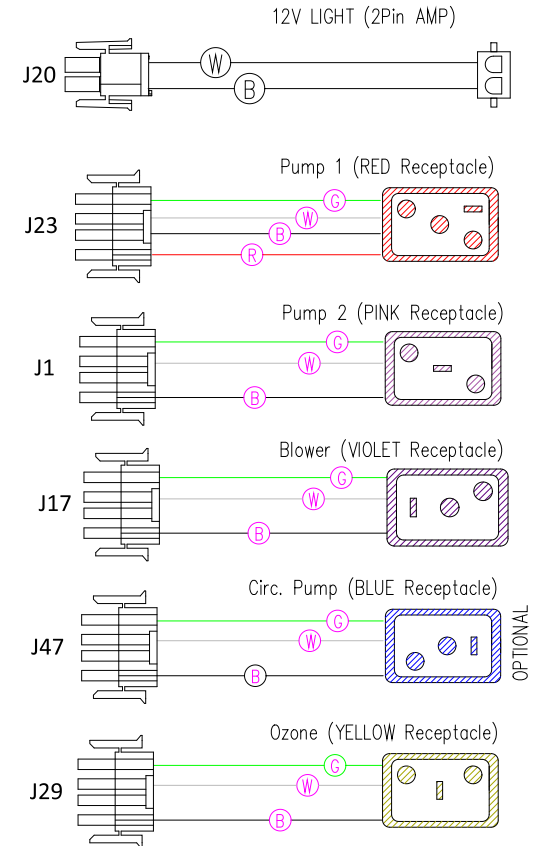 12V LIGHT (2Pin AMP)
J20
W
B
Pump 1 (RED Receptacle)
J23
G
W
B
R
Pump 2 (PINK Receptacle)
J1
G
W
B
Blower (VIOLET Receptacle)
J17
G
W
B
Circ. Pump (BLUE Receptacle)
J47
G
W
B
OPTIONAL
Ozone (YELLOW Receptacle)
J29
G
W
B